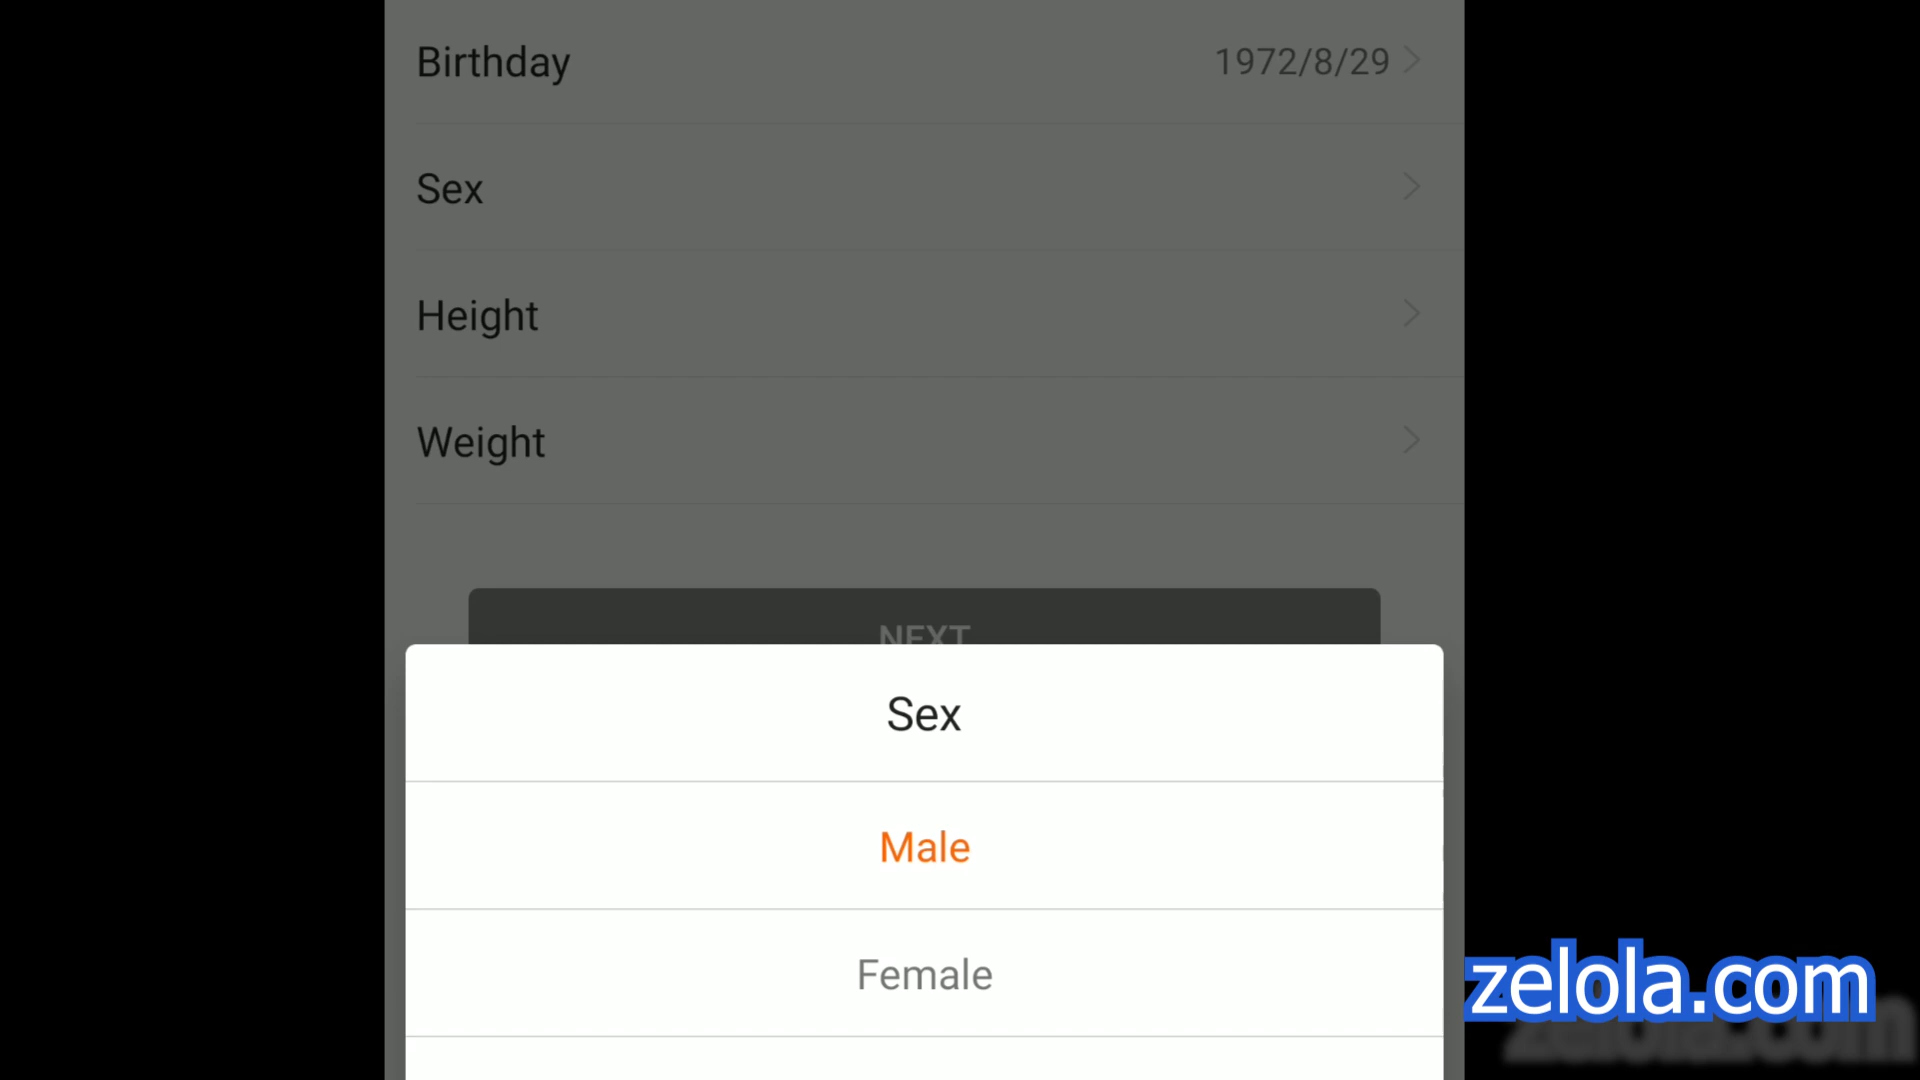 Birthday 1972/8/29
Sex
Height
Weight
NEXT
Sex
Male
Female
zelola.com